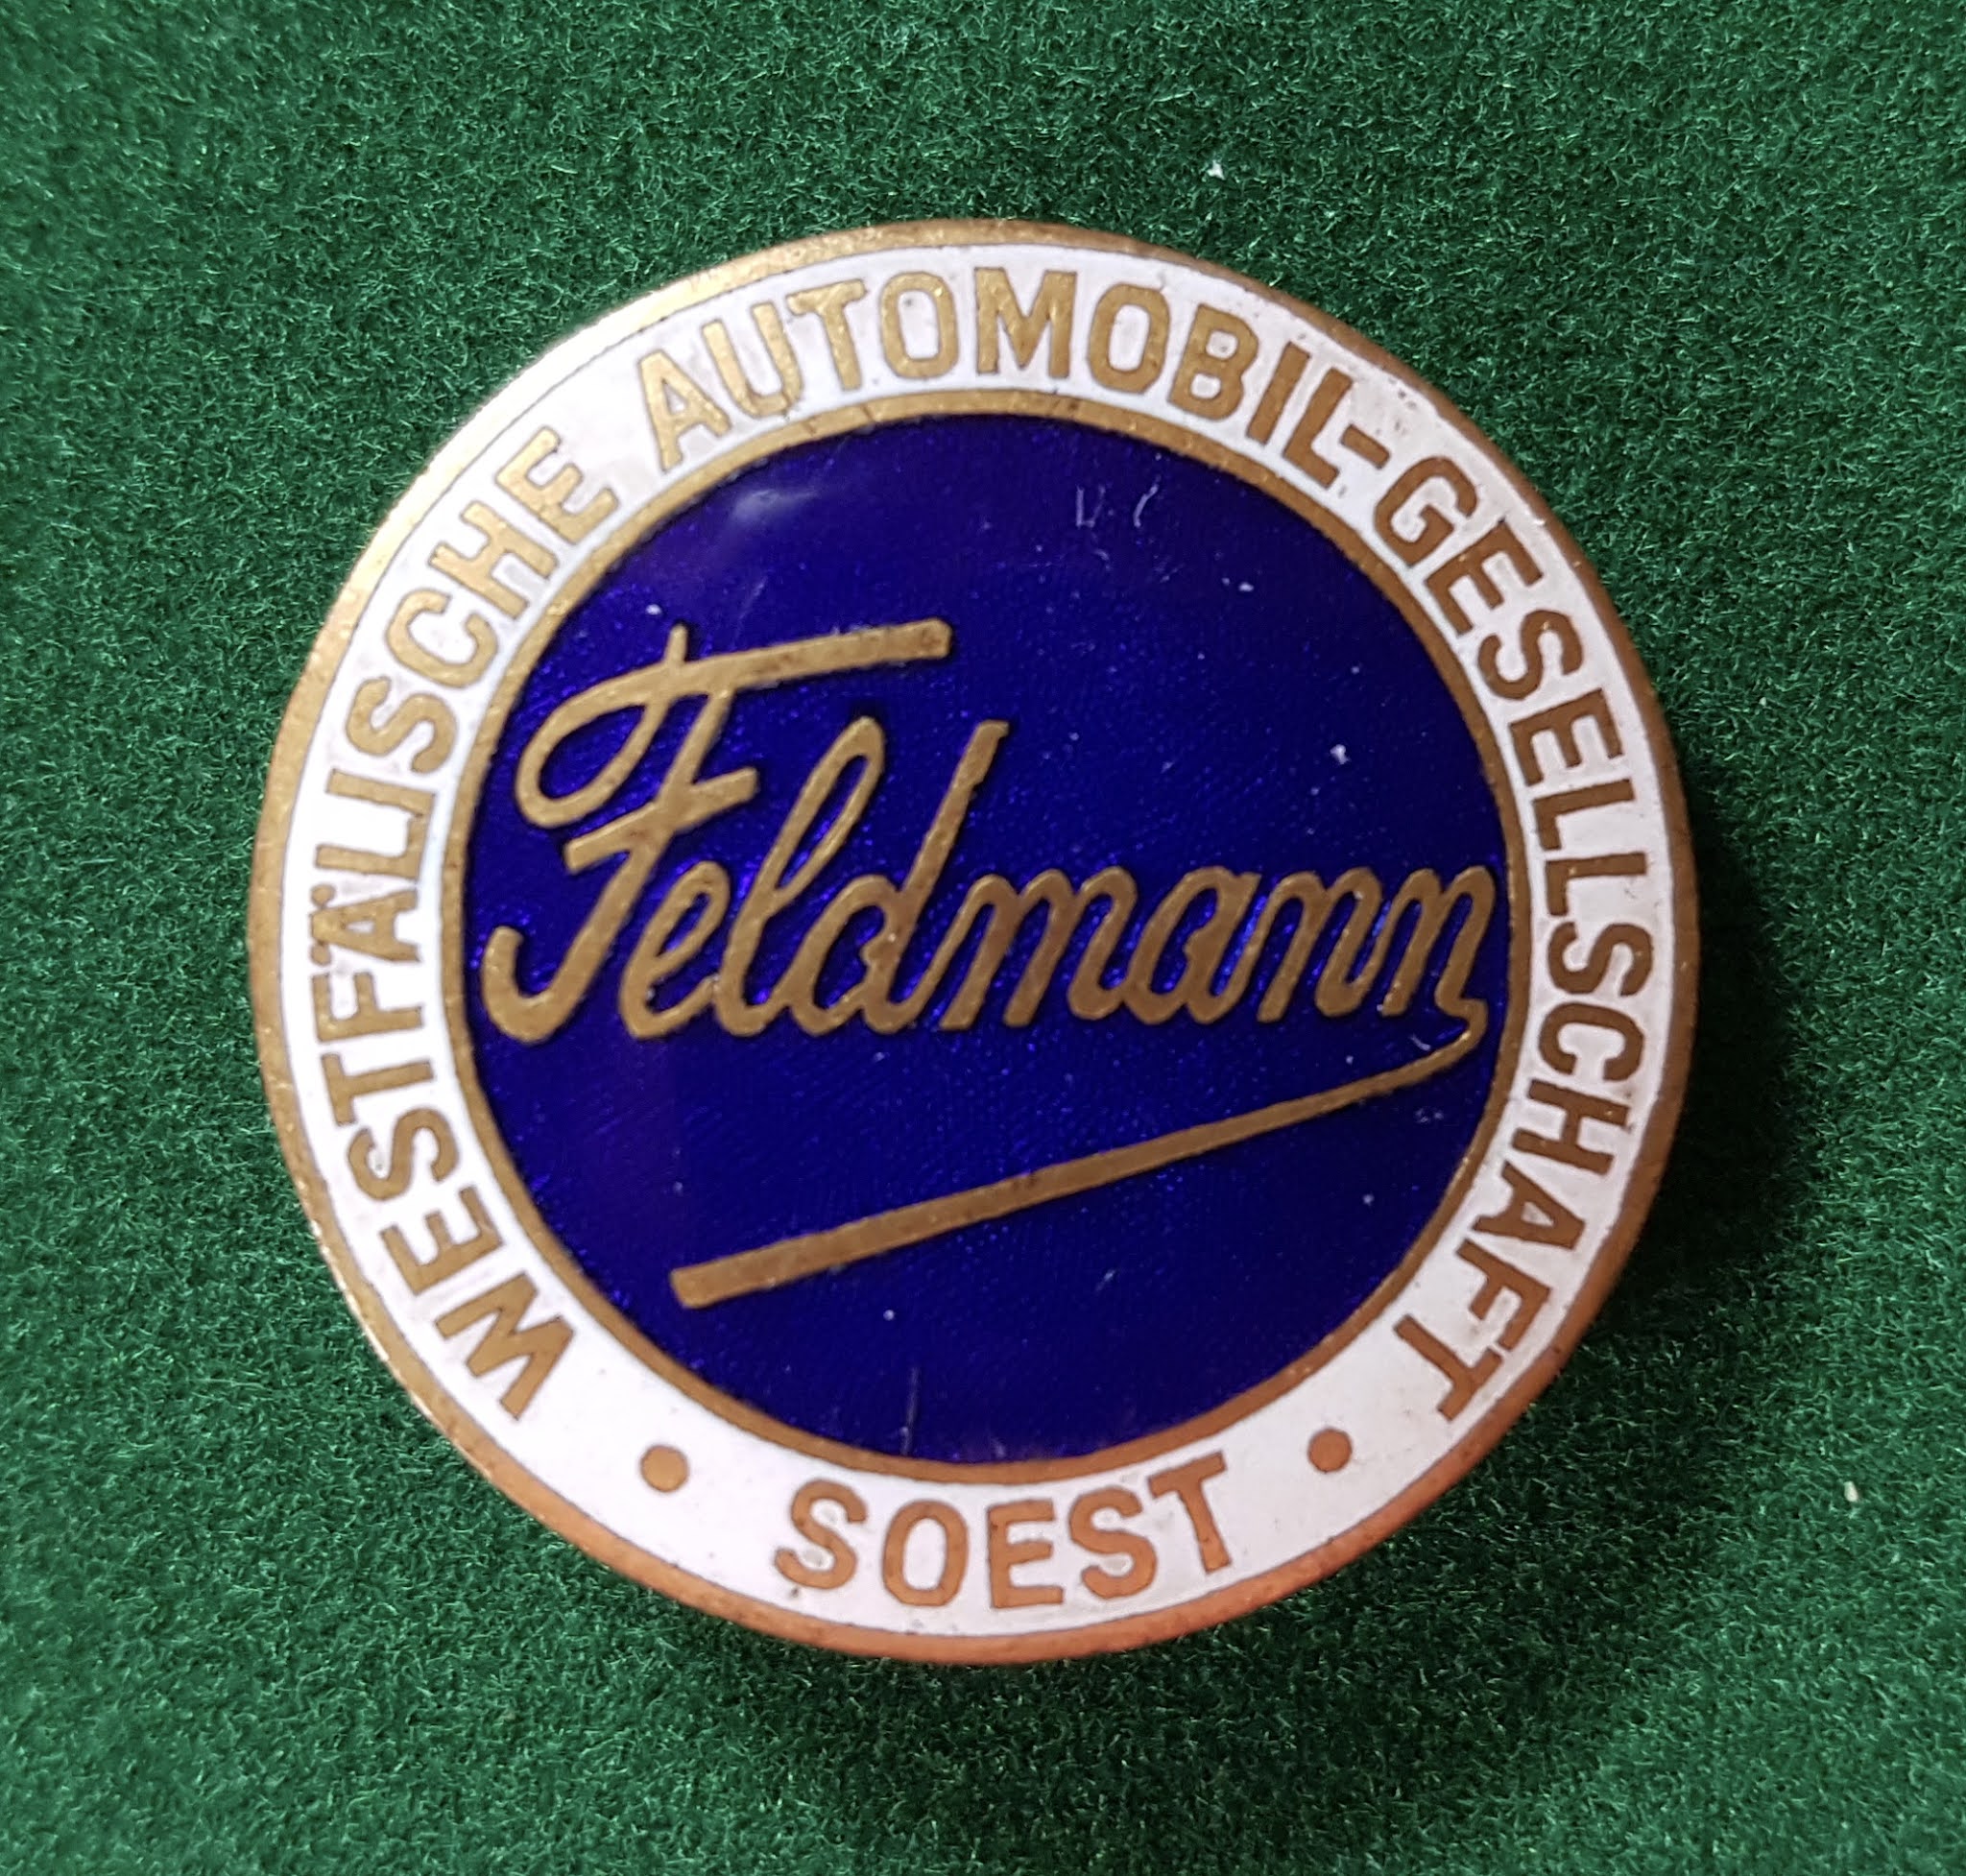 WESTFÄLISCHE AUTOMOBIL-GESELLSCHAFT
Feldmann
• SOEST •